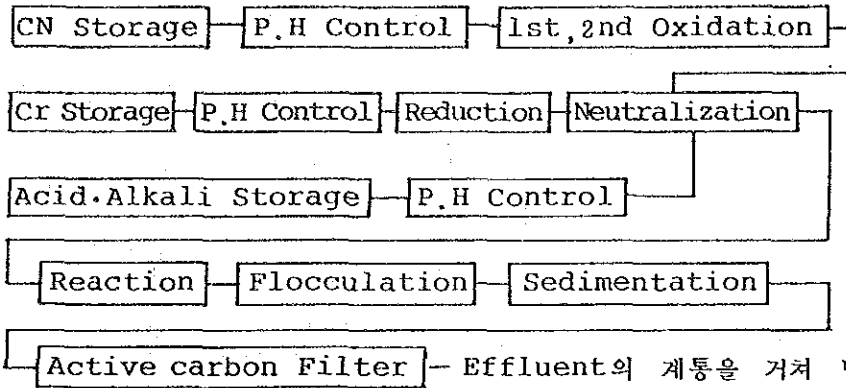 CN Storage P.H Control 1st,2nd Oxidation
Cr Storage P.H Control Reduction Neutralization
Acid·Alkali Storage P.H Control
Reaction Flocculation Sedimentation
Active carbon Filter Effluent의 계통을 거쳐